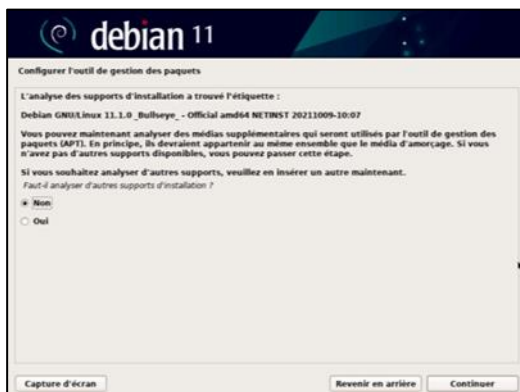 debian 11
Configurer l'outil de gestion des paquets
L'analyse des supports d'installation a trouvé l'étiquette :
Debian GNU/Linux 11.1.0 _Bullseye_ - Official amd64 NETINST 20211009-10:07
Vous pouvez maintenant analyser des médias supplémentaires qui seront utilisés par l'outil de gestion des
paquets (APT). En principe, ils devraient appartenir au même ensemble que le média d'amorçage. Si vous
n'avez pas d'autres supports disponibles, vous pouvez passer cette étape.
Si vous souhaitez analyser d'autres supports, veuillez en insérer un autre maintenant.
Faut-il analyser d'autres supports d'installation ?
Non
Oui
Capture d'écran
Revenir en arrière
Continuer